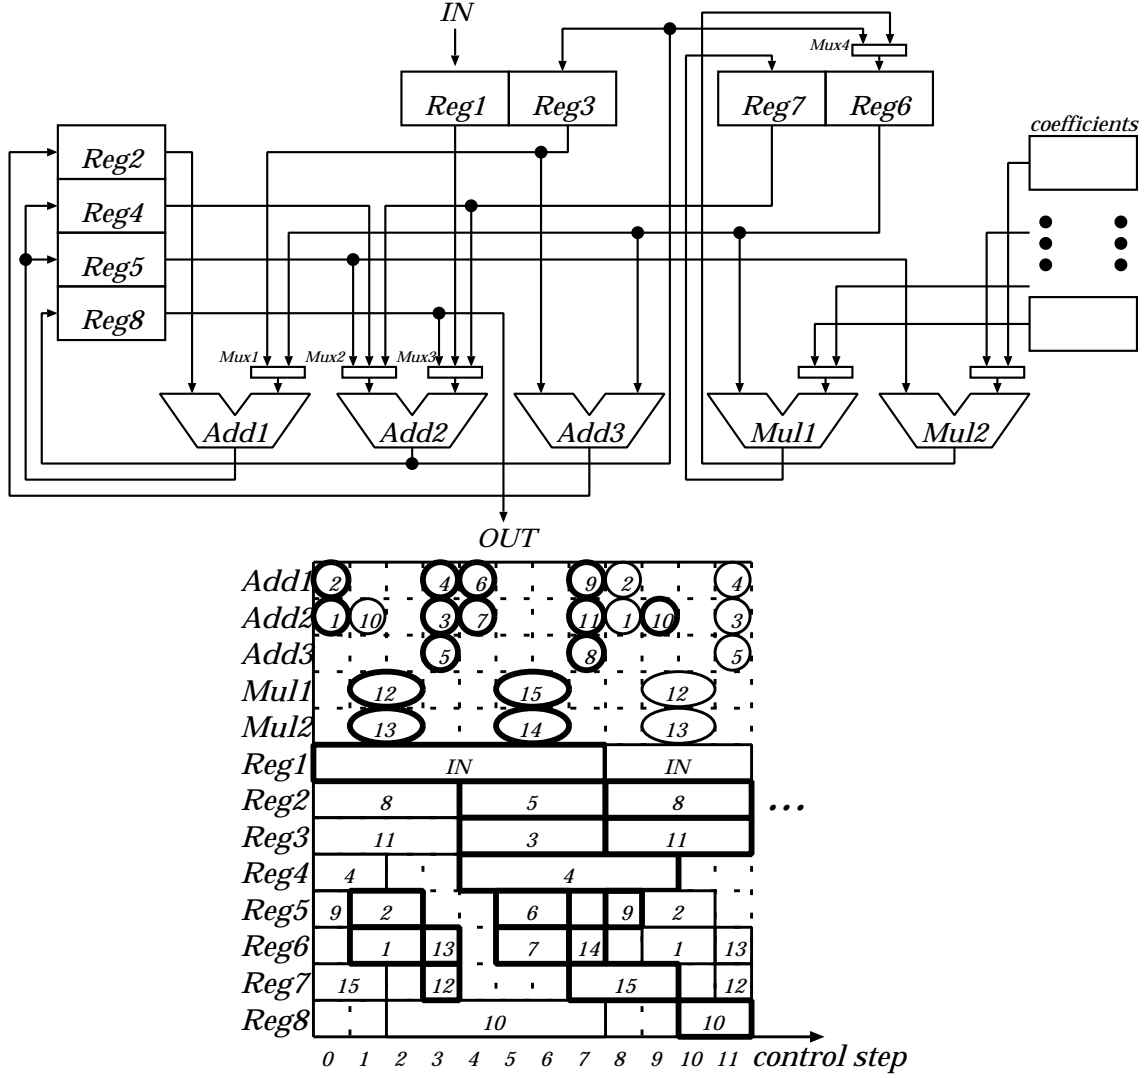 IN
Mux4
Reg1 Reg3 Reg7 Reg6
coefficients
Reg2
Reg4
Reg5
Reg8
Mux1 Mux2 Mux3
Add1 Add2 Add3 Mul1 Mul2
OUT
Add1 2 4 6 9 2 4
Add2 1 10 3 7 11 1 10 3
Add3 5 8 5
Mul1 12 15 12
Mul2 13 14 13
Reg1 IN IN
Reg2 8 5 8 ...
Reg3 11 3 11
Reg4 4 4
Reg5 9 2 6 9 2
Reg6 1 13 7 14 1 13
Reg7 15 12 15 12
Reg8 10 10
0 1 2 3 4 5 6 7 8 9 10 11 control step